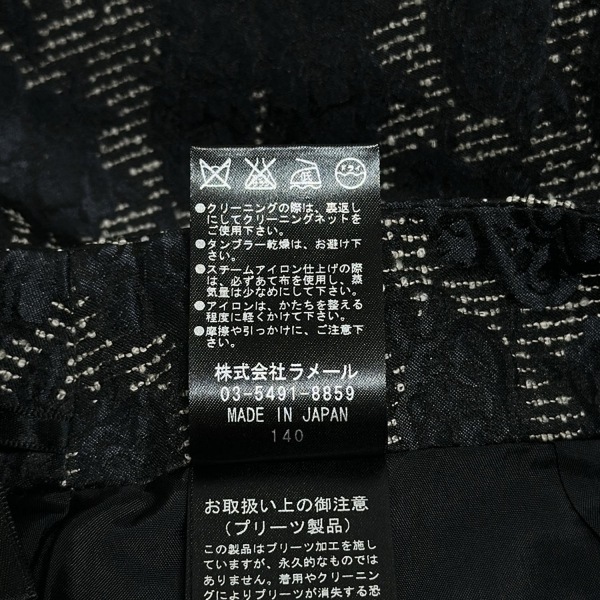 低
●クリーニングの際は、裏返し
にしてクリーニングネットを
ご使用下さい。
●タンブラー乾燥は、お避け下
さい。
●スチームアイロン仕上げの際
は、必ずあて布を使用し、蒸
気量は少なめにして下さい。
●アイロンは、かたちを整える
程度に軽くかけて下さい。
●摩擦や引っかけに、ご注意下
さい。
株式会社ラメール
03-5491-8859
MADE IN JAPAN
140
お取扱い上の御注意
(プリーツ製品)
この製品はプリーツ加工を施し
ていますが、永久的なものでは
ありません。着用やクリーニン
グによりプリーツが消失する恐